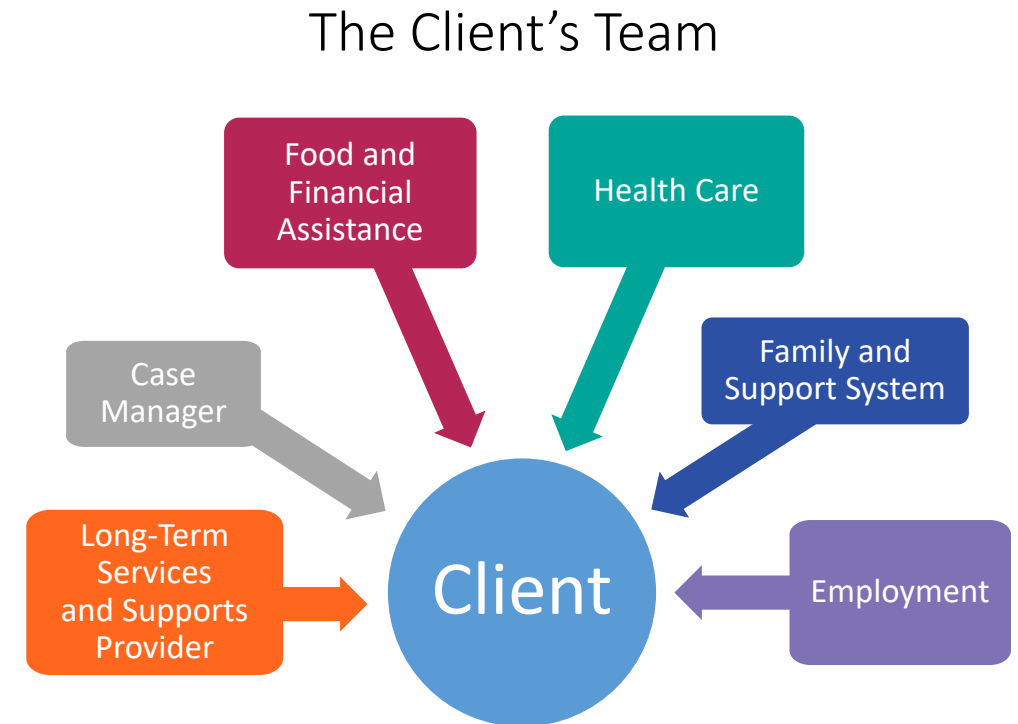 The Client’s Team
Food and
Financial
Assistance
Health Care
Case
Manager
Family and
Support System
Long-Term
Services
and Supports
Provider
Client
Employment